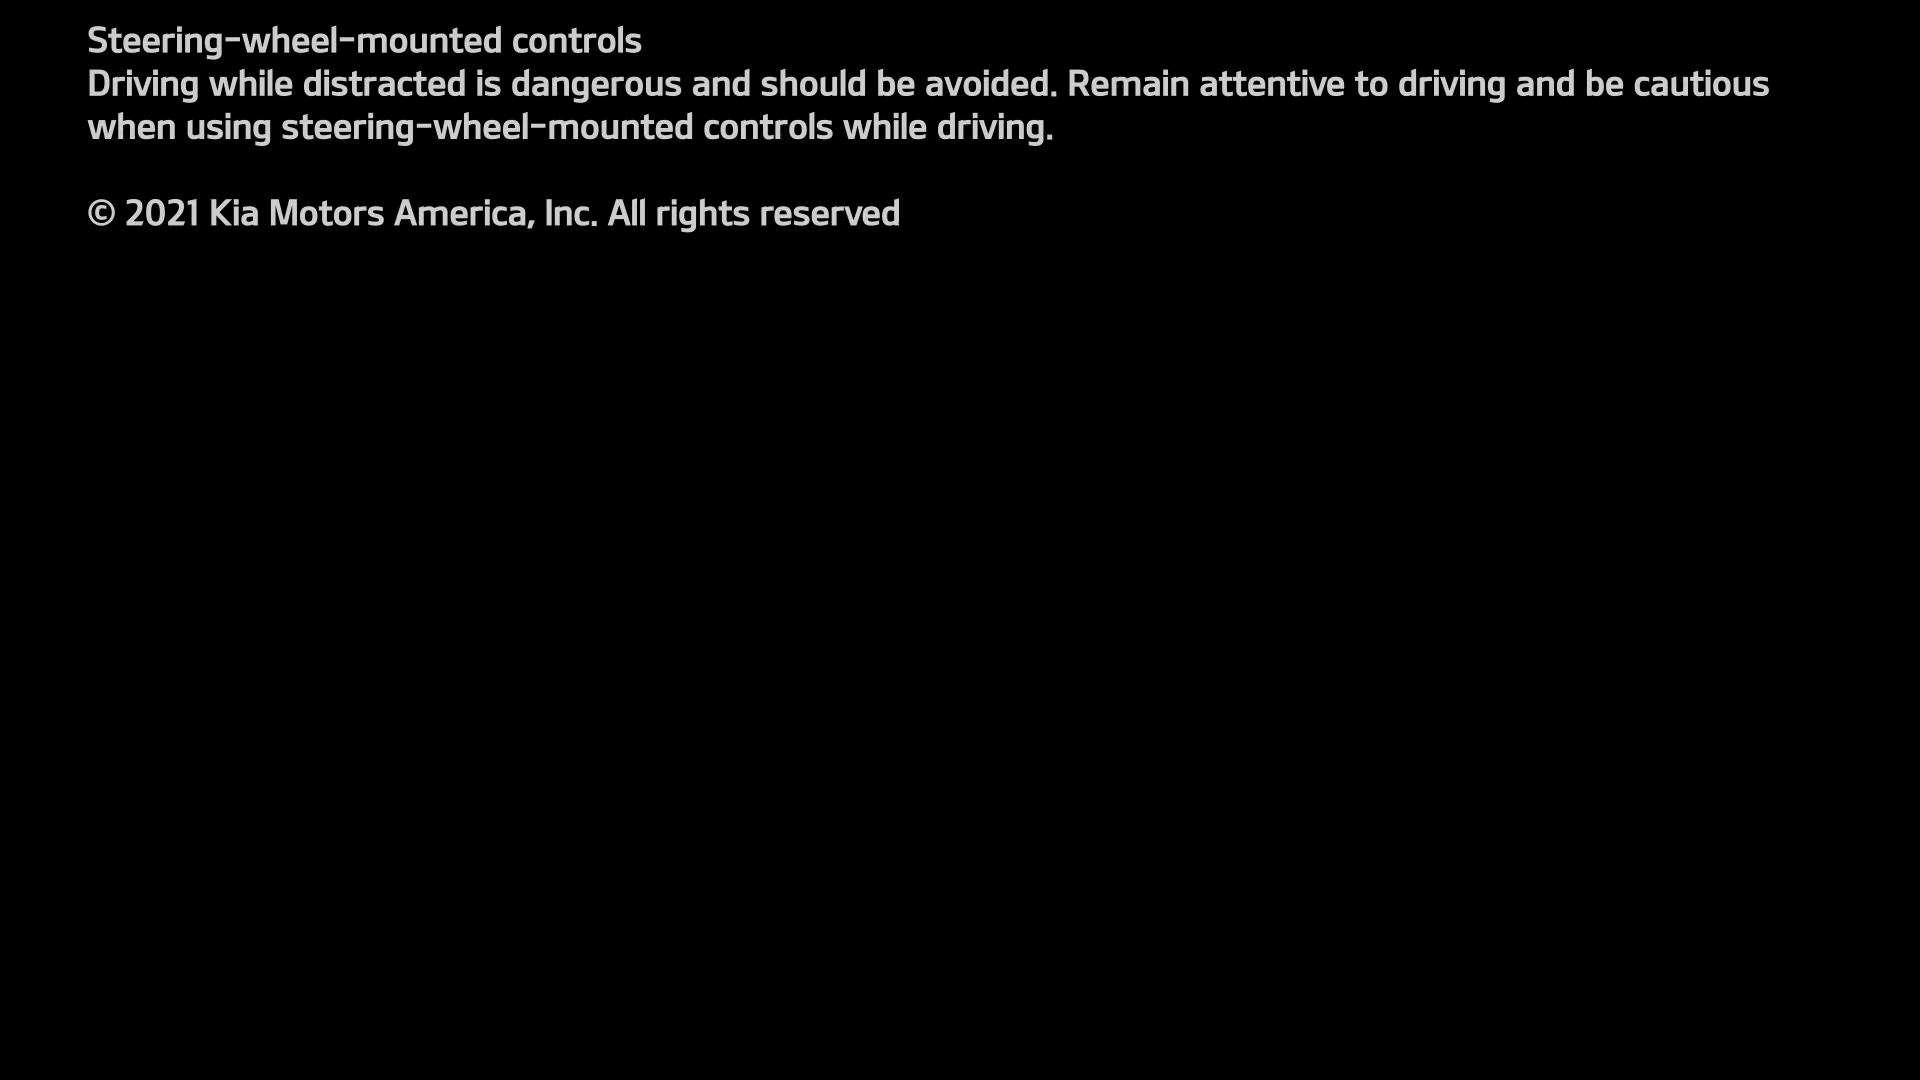 Steering-wheel-mounted controls
Driving while distracted is dangerous and should be avoided. Remain attentive to driving and be cautious
when using steering-wheel-mounted controls while driving.
© 2021 Kia Motors America, Inc. All rights reserved